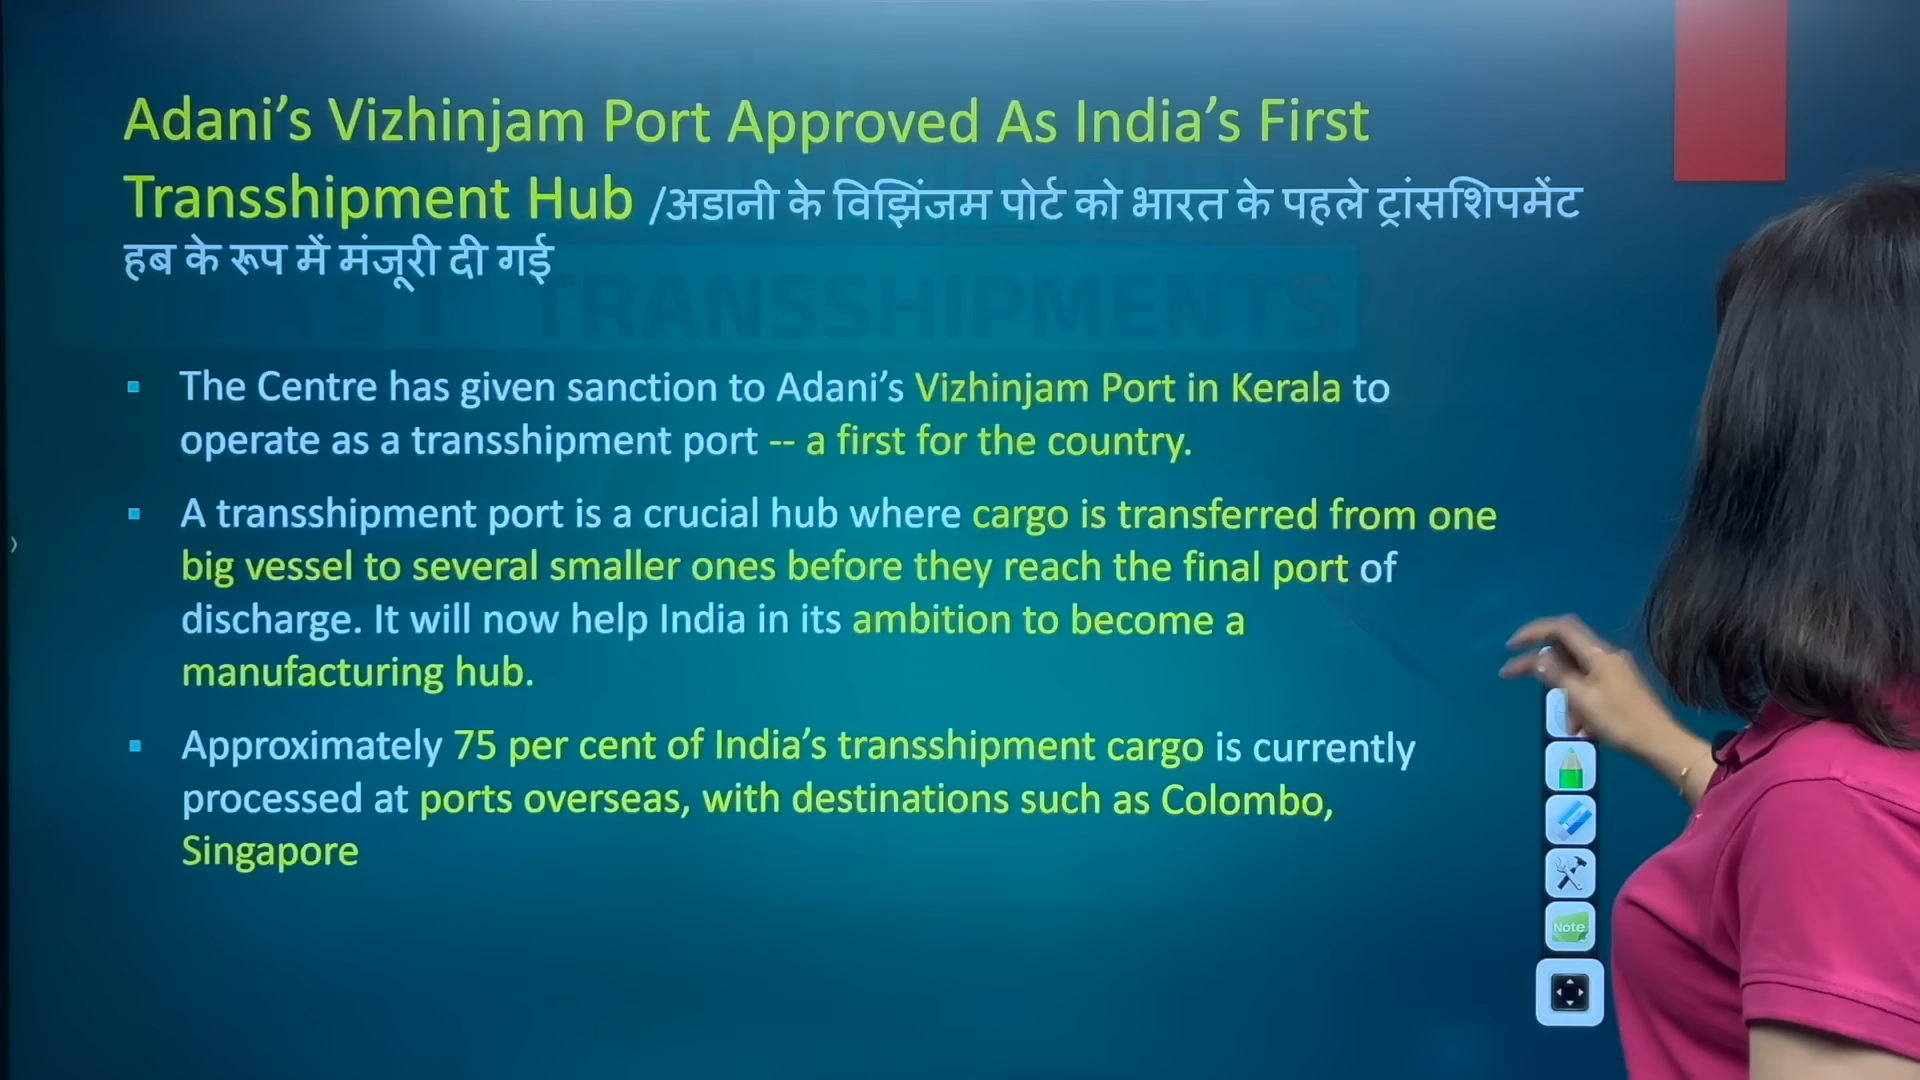 Adani's Vizhinjam Port Approved As India's First
Transshipment Hub /अडानी के विझिंजम पोर्ट को भारत के पहले ट्रांसशिपमेंट
हब के रूप में मंजूरी दी गई
TRANSSHIPMENTS
The Centre has given sanction to Adani's Vizhinjam Port in Kerala to
operate as a transshipment port -- a first for the country.
A transshipment port is a crucial hub where cargo is transferred from one
big vessel to several smaller ones before they reach the final port of
discharge. It will now help India in its ambition to become a
manufacturing hub.
Approximately 75 per cent of India's transshipment cargo is currently
processed at ports overseas, with destinations such as Colombo,
Singapore
Note